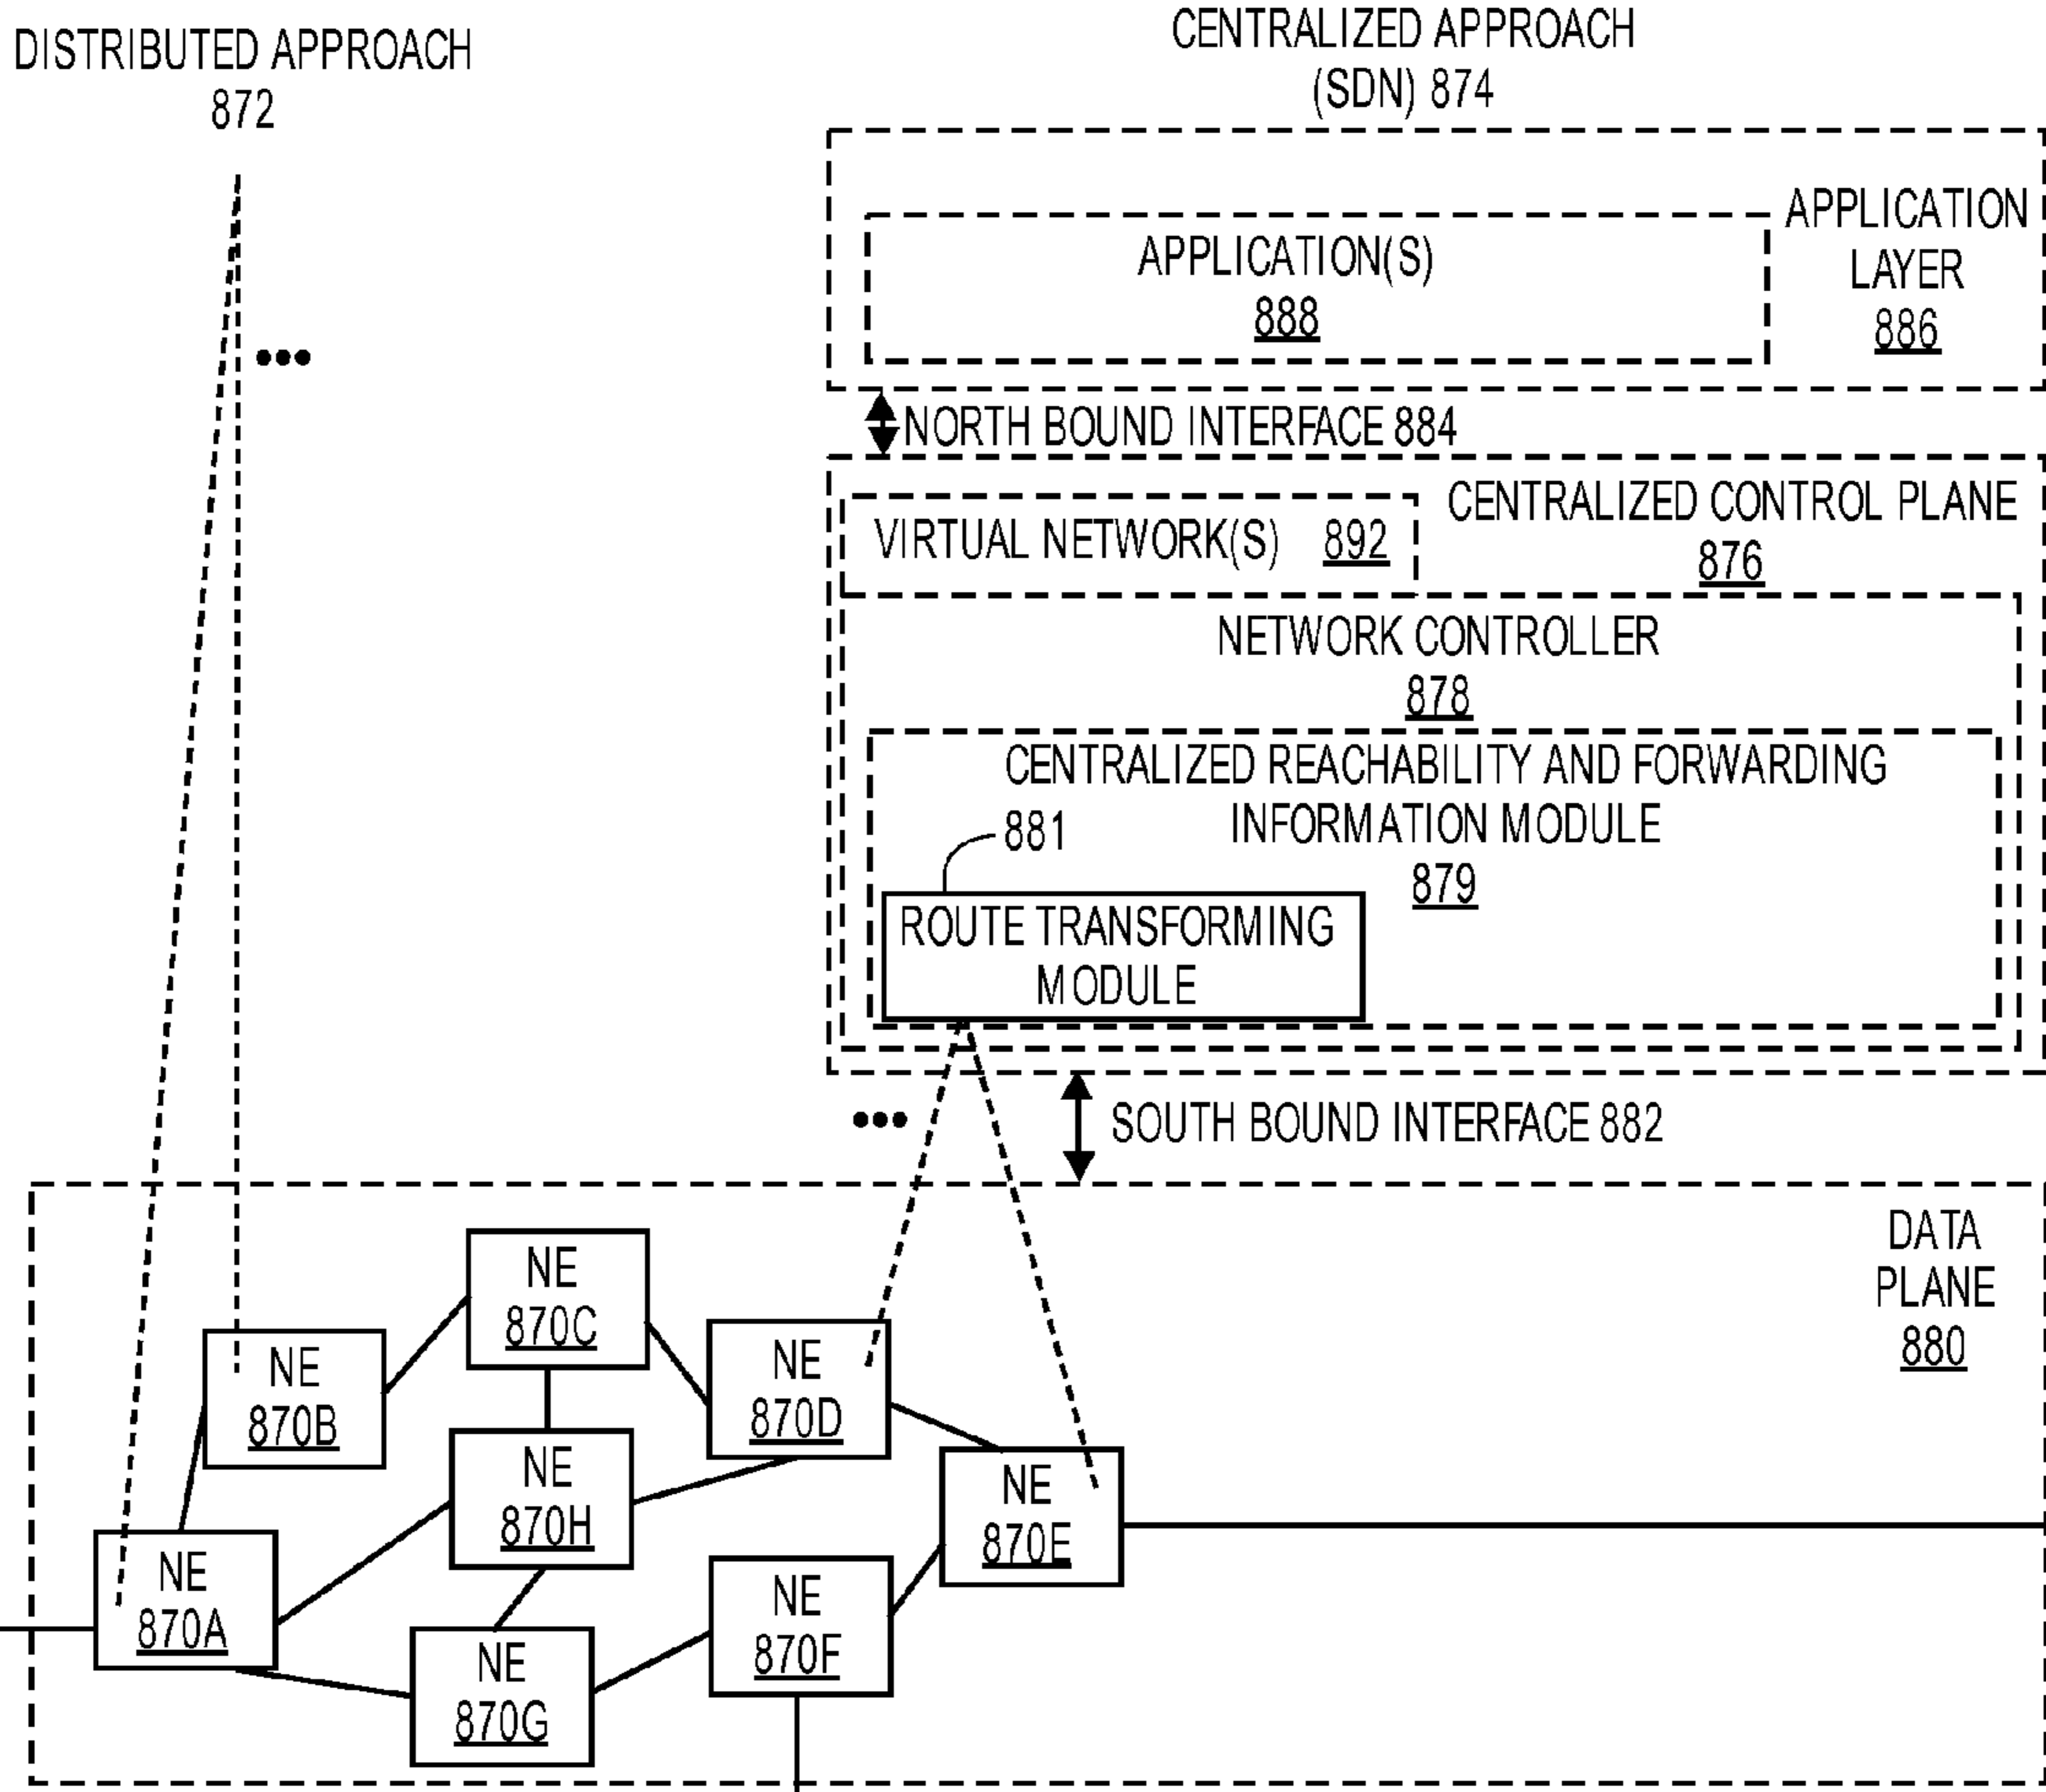 DISTRIBUTED APPROACH
872
CENTRALIZED APPROACH
(SDN) 874
APPLICATION(S)
888
APPLICATION
LAYER
886
NORTH BOUND INTERFACE 884
VIRTUAL NETWORK(S) 892
CENTRALIZED CONTROL PLANE
876
NETWORK CONTROLLER
878
CENTRALIZED REACHABILITY AND FORWARDING
INFORMATION MODULE
879
881
ROUTE TRANSFORMING
MODULE
SOUTH BOUND INTERFACE 882
DATA
PLANE
880
NE
870C
NE
870B
NE
870D
NE
870H
NE
870E
NE
870A
NE
870F
NE
870G